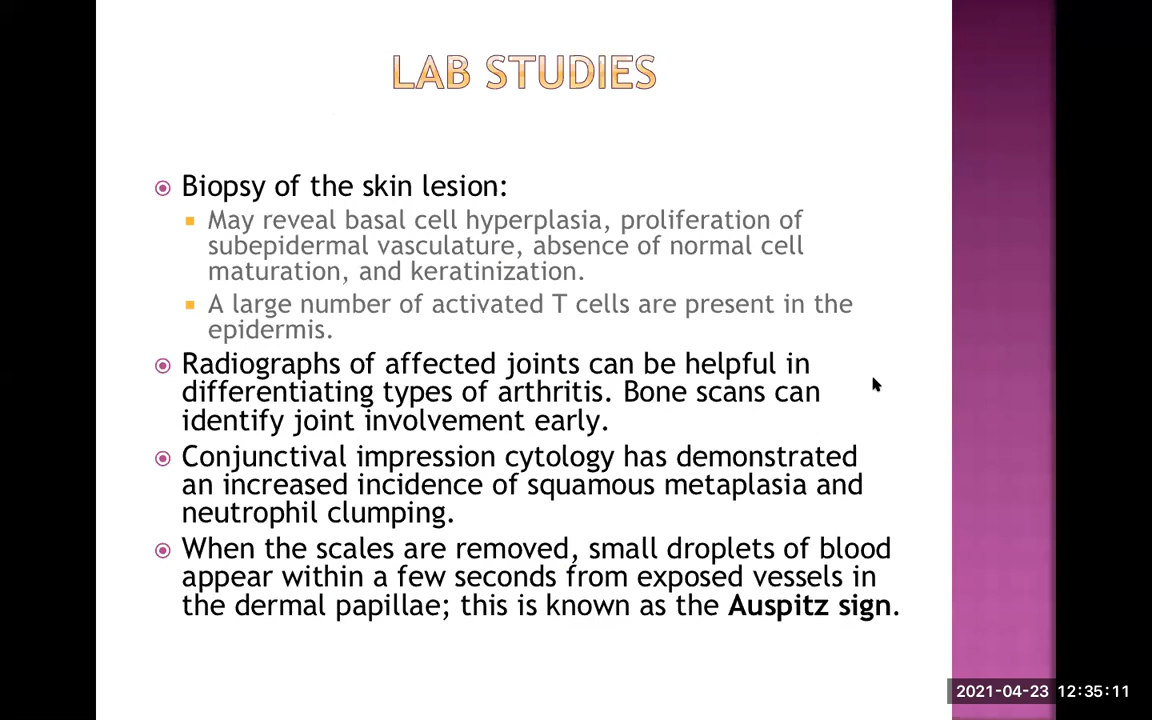 LAB STUDIES
Biopsy of the skin lesion:
May reveal basal cell hyperplasia, proliferation of
subepidermal vasculature, absence of normal cell
maturation, and keratinization.
A large number of activated T cells are present in the
epidermis.
Radiographs of affected joints can be helpful in
differentiating types of arthritis. Bone scans can
identify joint involvement early.
Conjunctival impression cytology has demonstrated
an increased incidence of squamous metaplasia and
neutrophil clumping.
When the scales are removed, small droplets of blood
appear within a few seconds from exposed vessels in
the dermal papillae; this is known as the Auspitz sign.
2021-04-23 12:35:11